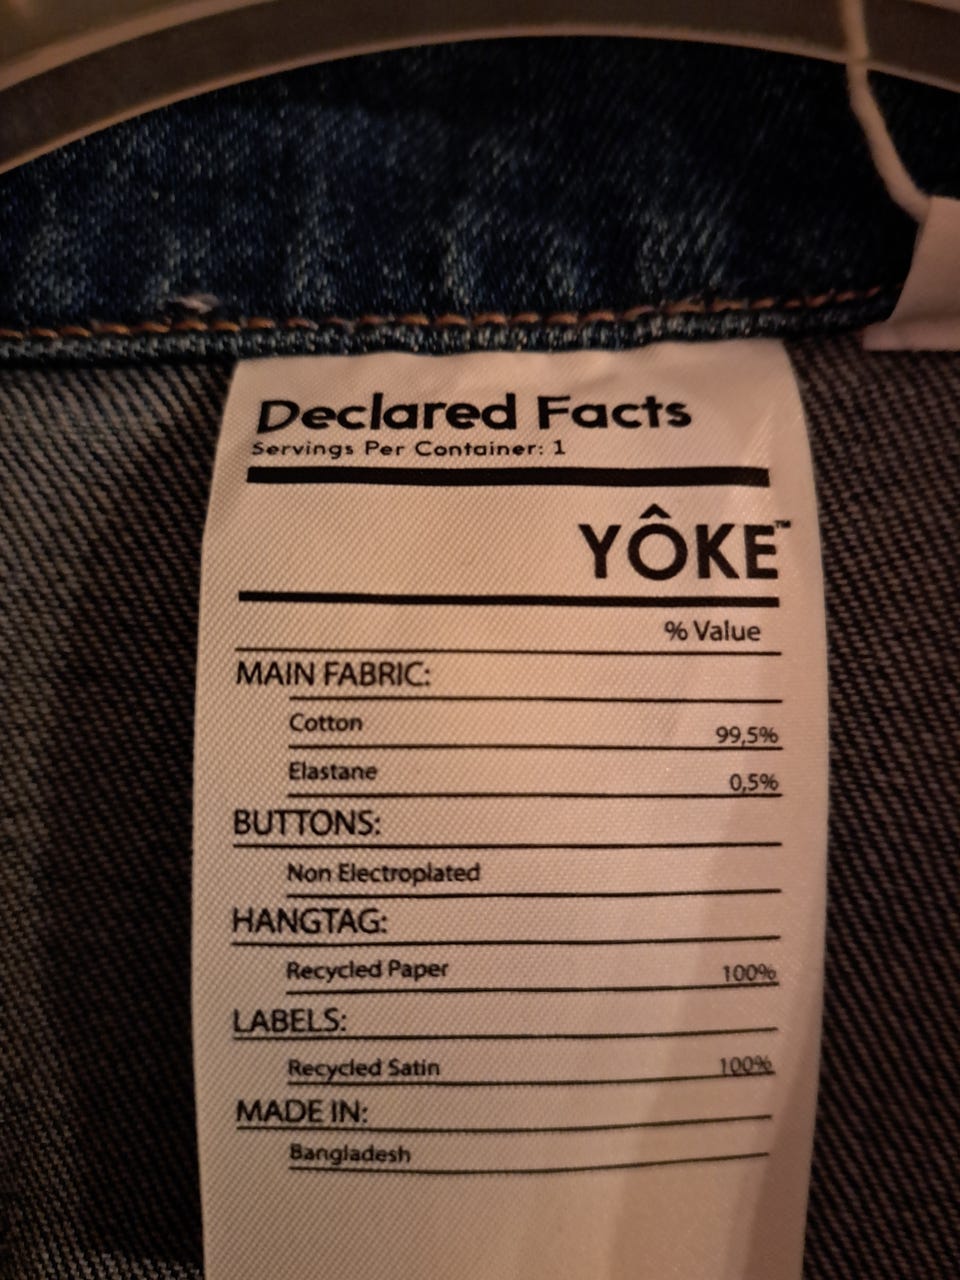 Declared Facts
Servings Per Container: 1
YÔKE™
% Value
MAIN FABRIC:
Cotton 99,5%
Elastane 0,5%
BUTTONS:
Non Electroplated
HANGTAG:
Recycled Paper 100%
LABELS:
Recycled Satin 100%
MADE IN:
Bangladesh